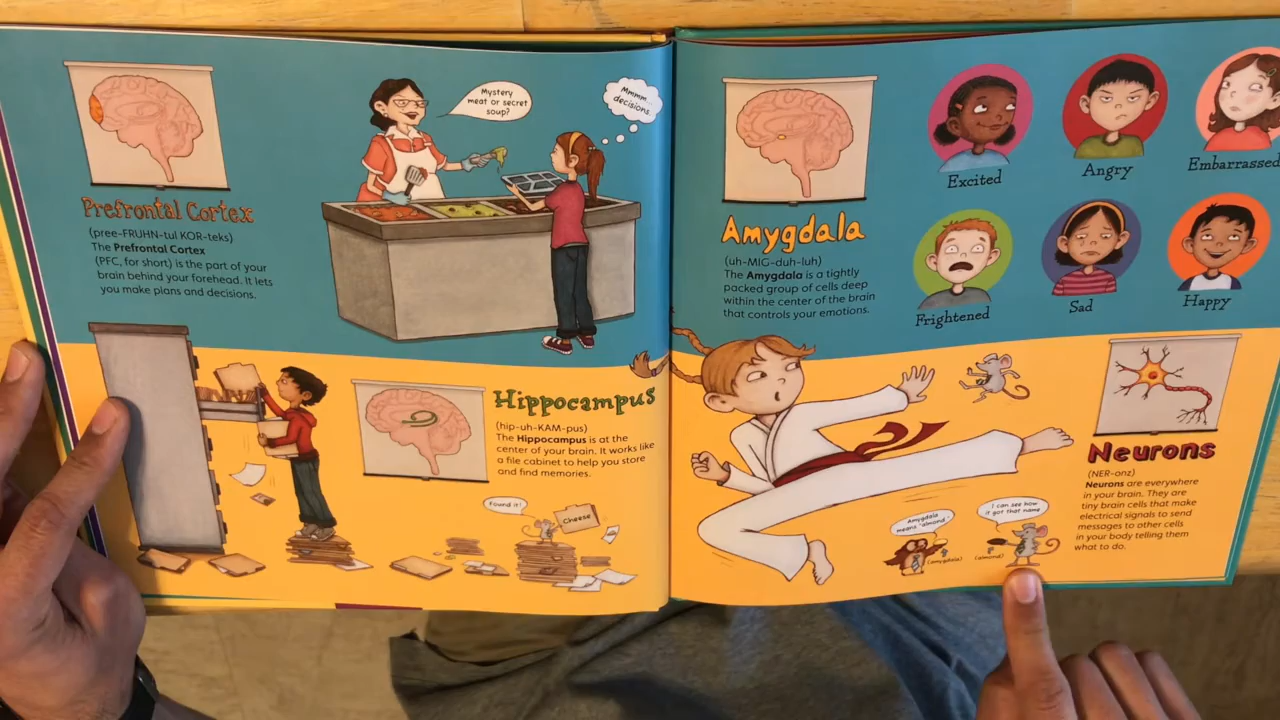 Prefrontal Cortex
(pree-FRUHN-tul KOR-teks)
The Prefrontal Cortex
(PFC, for short) is the part of your
brain behind your forehead. It lets
you make plans and decisions.
Mystery
meat or secret
soup?
Mmmm...
decisions.
Hippocampus
(hip-uh-KAM-pus)
The Hippocampus is at the
center of your brain. It works like
a file cabinet to help you store
and find memories.
Found it!
Cheese
Amygdala
(uh-MIG-duh-luh)
The Amygdala is a tightly
packed group of cells deep
within the center of the brain
that controls your emotions.
Excited
Angry
Embarrassed
Frightened
Sad
Happy
Neurons
(NER-onz)
Neurons are everywhere
in your brain. They are
tiny brain cells that make
electrical signals to send
messages to other cells
in your body telling them
what to do.
Amygdala
means "almond".
(amygdala)
I can see how
it got that name.
(almond)